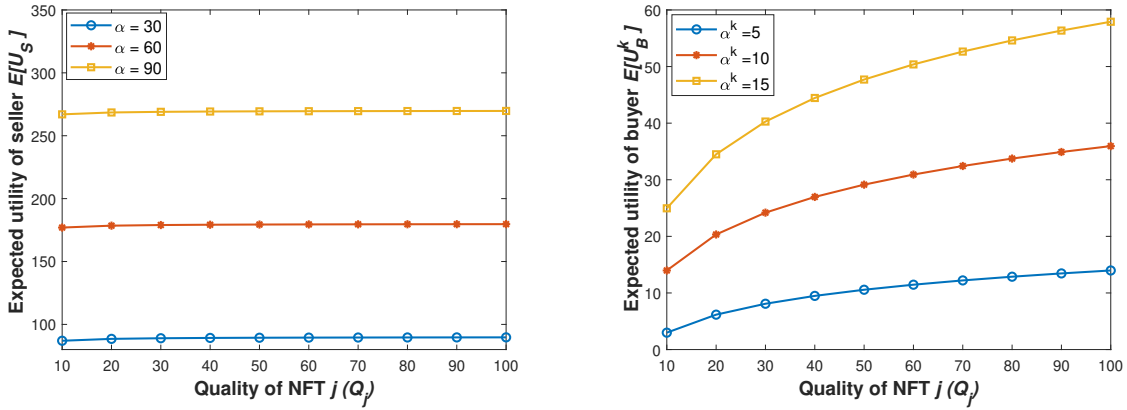 Expected utility of seller E[U_S]
350
300
250
200
150
100
α = 30
α = 60
α = 90
10 20 30 40 50 60 70 80 90 100
Quality of NFT j (Q_j)
Expected utility of buyer E[U_B^k]
60
50
40
30
20
10
0
α^k =5
α^k =10
α^k =15
10 20 30 40 50 60 70 80 90 100
Quality of NFT j (Q_j)